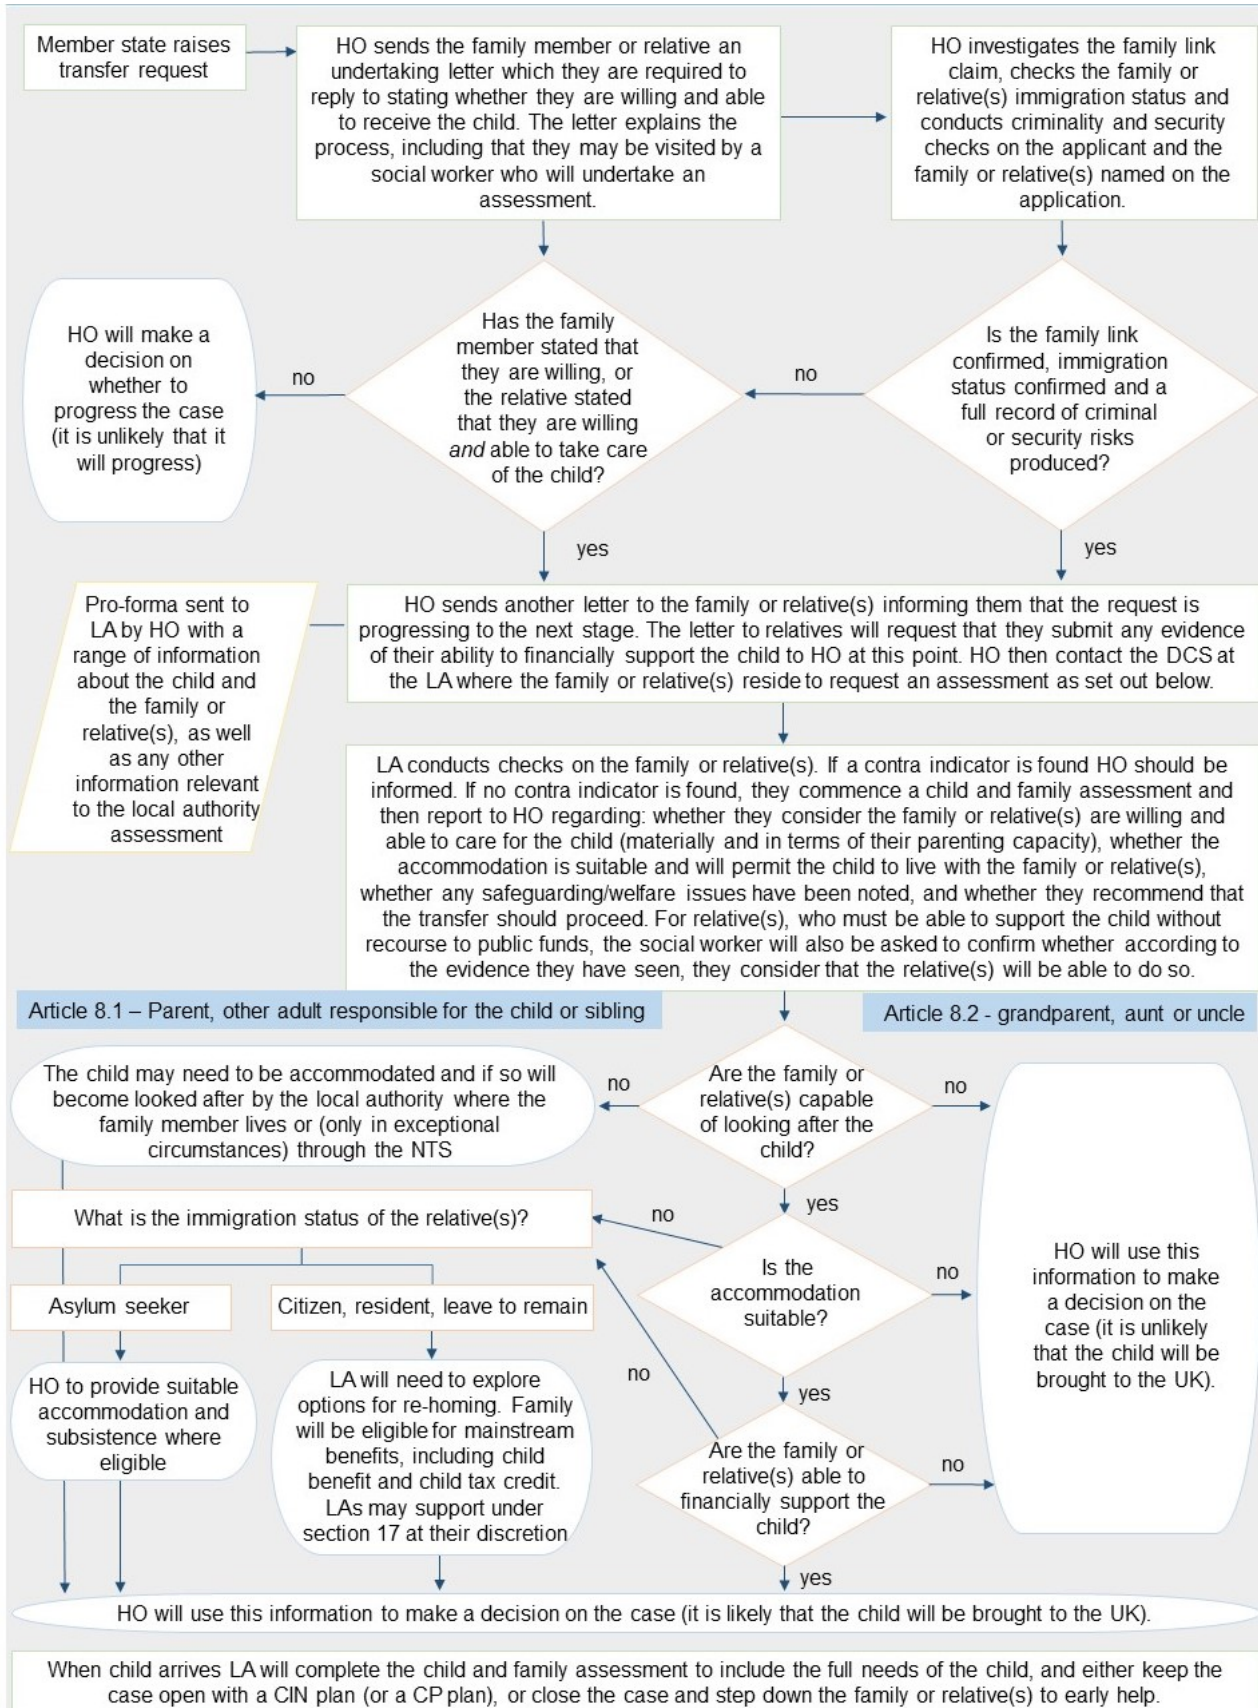 Member state raises
transfer request
HO sends the family member or relative an
undertaking letter which they are required to
reply to stating whether they are willing and able
to receive the child. The letter explains the
process, including that they may be visited by a
social worker who will undertake an
assessment.
HO investigates the family link
claim, checks the family or
relative(s) immigration status and
conducts criminality and security
checks on the applicant and the
family or relative(s) named on the
application.
HO will make a
decision on
whether to
progress the case
(it is unlikely that it
will progress)
no
Has the family
member stated that
they are willing, or
the relative stated
that they are willing
and able to take care
of the child?
no
Is the family link
confirmed, immigration
status confirmed and a
full record of criminal
or security risks
produced?
yes
yes
Pro-forma sent to
LA by HO with a
range of information
about the child and
the family or
relative(s), as well
as any other
information relevant
to the local authority
assessment
HO sends another letter to the family or relative(s) informing them that the request is
progressing to the next stage. The letter to relatives will request that they submit any evidence
of their ability to financially support the child to HO at this point. HO then contact the DCS at
the LA where the family or relative(s) reside to request an assessment as set out below.
LA conducts checks on the family or relative(s). If a contra indicator is found HO should be
informed. If no contra indicator is found, they commence a child and family assessment and
then report to HO regarding: whether they consider the family or relative(s) are willing and
able to care for the child (materially and in terms of their parenting capacity), whether the
accommodation is suitable and will permit the child to live with the family or relative(s),
whether any safeguarding/welfare issues have been noted, and whether they recommend that
the transfer should proceed. For relative(s), who must be able to support the child without
recourse to public funds, the social worker will also be asked to confirm whether according to
the evidence they have seen, they consider that the relative(s) will be able to do so.
Article 8.1 – Parent, other adult responsible for the child or sibling
Article 8.2 - grandparent, aunt or uncle
The child may need to be accommodated and if so will
become looked after by the local authority where the
family member lives or (only in exceptional
circumstances) through the NTS
no
Are the family or
relative(s) capable
of looking after the
child?
no
yes
What is the immigration status of the relative(s)?
no
Is the
accommodation
suitable?
no
HO will use this
information to make
a decision on the
case (it is unlikely
that the child will be
brought to the UK).
Asylum seeker
Citizen, resident, leave to remain
no
yes
HO to provide suitable
accommodation and
subsistence where
eligible
LA will need to explore
options for re-homing. Family
will be eligible for mainstream
benefits, including child
benefit and child tax credit.
LAs may support under
section 17 at their discretion
Are the family or
relative(s) able to
financially support the
child?
no
yes
HO will use this information to make a decision on the case (it is likely that the child will be brought to the UK).
When child arrives LA will complete the child and family assessment to include the full needs of the child, and either keep the
case open with a CIN plan (or a CP plan), or close the case and step down the family or relative(s) to early help.